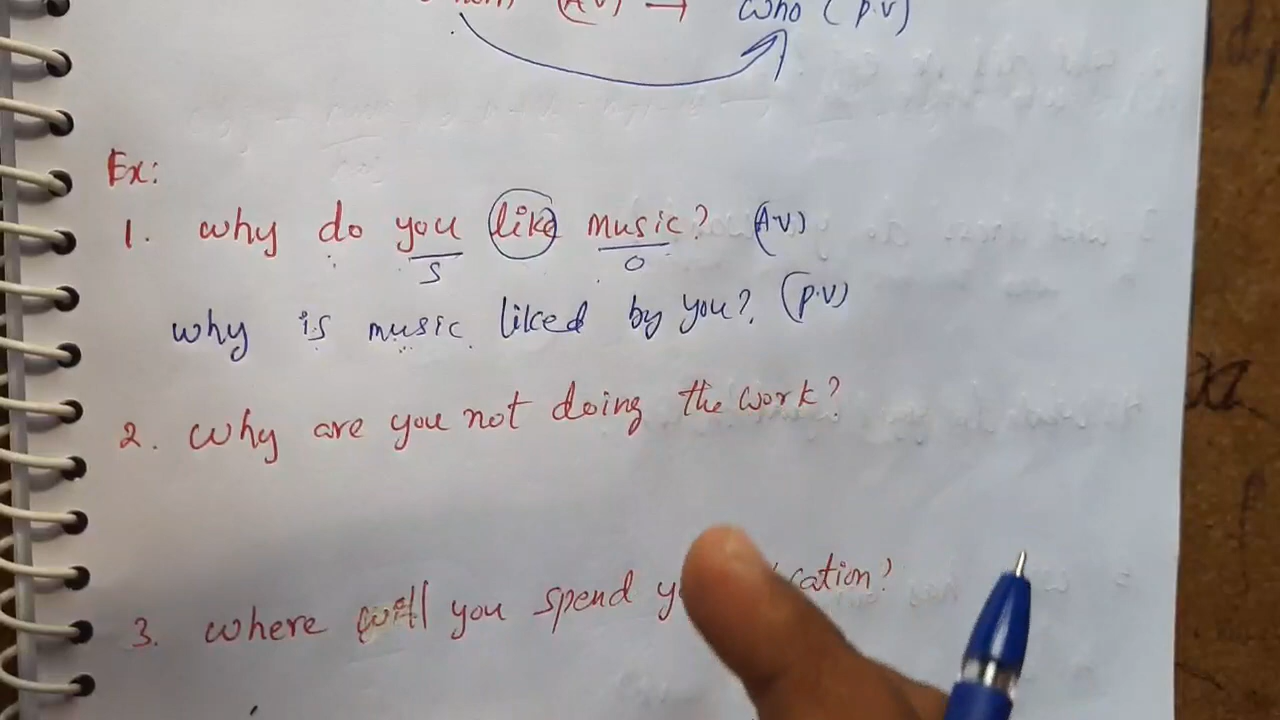 (A.V) → Who (P.V)
Ex:
1. why do you like music? (A.V)
S O
why is music liked by you? (P.V)
2. Why are you not doing the work?
3. where will you spend